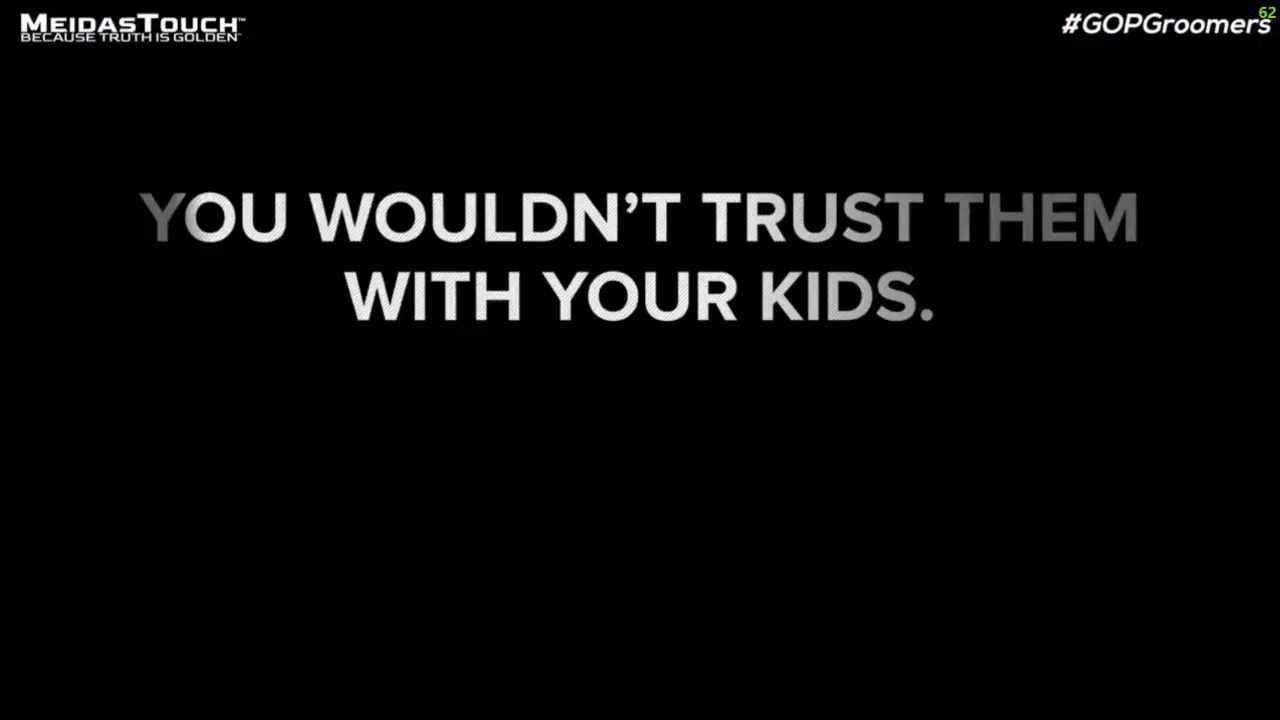 MEIDASTOUCH™
BECAUSE TRUTH IS GOLDEN™
#GOPGroomers
62
YOU WOULDN'T TRUST THEM
WITH YOUR KIDS.